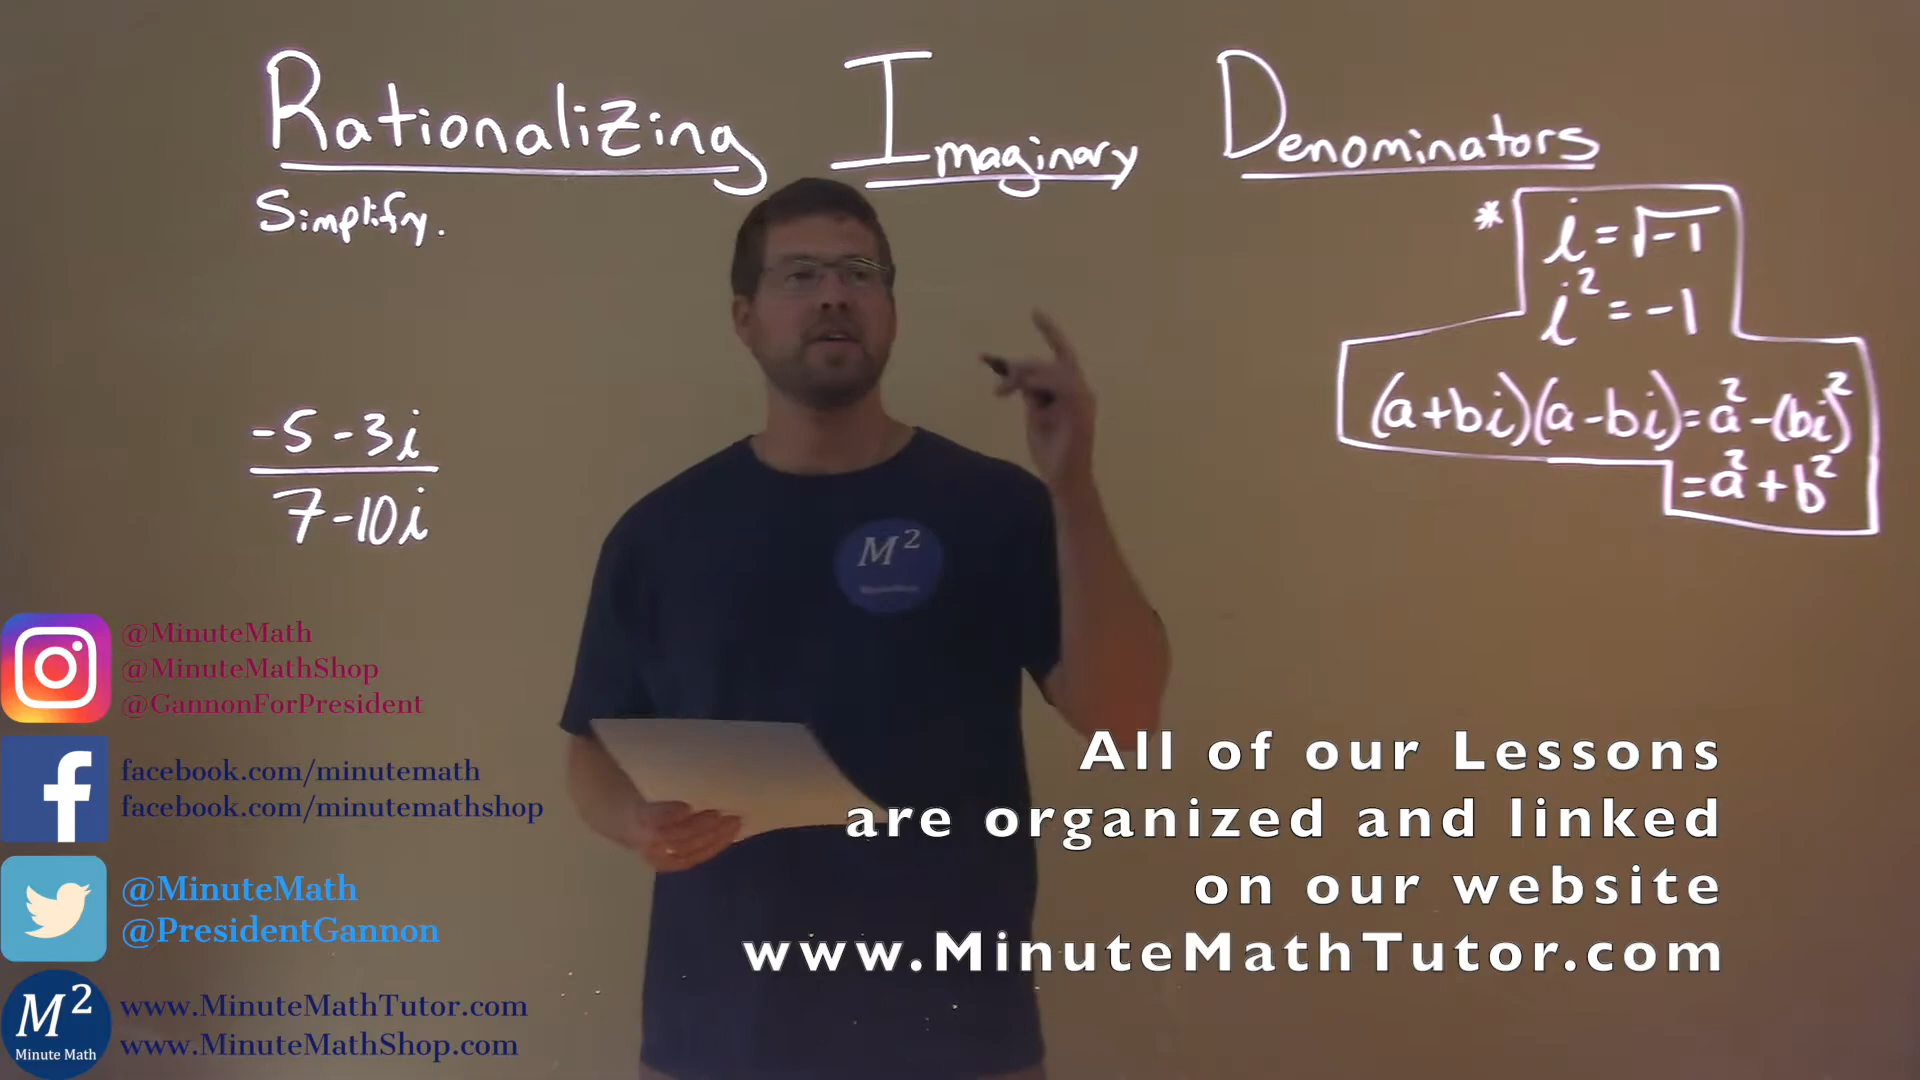 Rationalizing Imaginary Denominators
Simplify.
-5-3i
7-10i
* i=√-1
i²=-1
(a+bi)(a-bi)=a²-(bi)²
=a²+b²
M²
@MinuteMath
@MinuteMathShop
@GannonForPresident
facebook.com/minutemath
facebook.com/minutemathshop
@MinuteMath
@PresidentGannon
M²
Minute Math
www.MinuteMathTutor.com
www.MinuteMathShop.com
All of our Lessons
are organized and linked
on our website
www.MinuteMathTutor.com